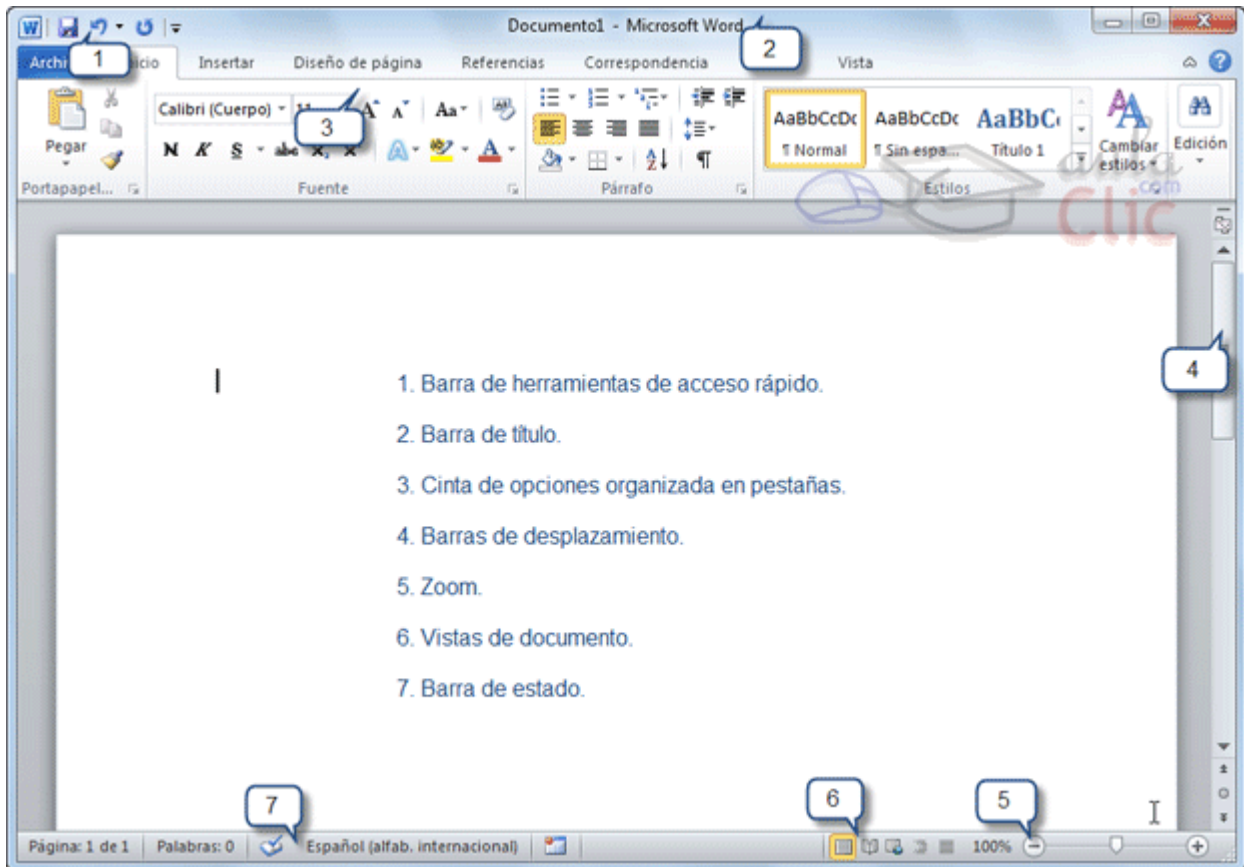 Documento1 - Microsoft Word
1
2
Archi
icio
Insertar
Diseño de página
Referencias
Correspondencia
Vista
Pegar
Portapapel...
Calibri (Cuerpo)
3
Aa
N K S abc X, X
A
Fuente
Párrafo
AaBbCcDc
AaBbCcDc
AaBbC
¶ Normal
¶ Sin espa...
Título 1
Cambiar
estilos
Estilos
Edición
aulaClic
com
4
1. Barra de herramientas de acceso rápido.
2. Barra de título.
3. Cinta de opciones organizada en pestañas.
4. Barras de desplazamiento.
5. Zoom.
6. Vistas de documento.
7. Barra de estado.
7
6
5
Página: 1 de 1
Palabras: 0
Español (alfab. internacional)
100%